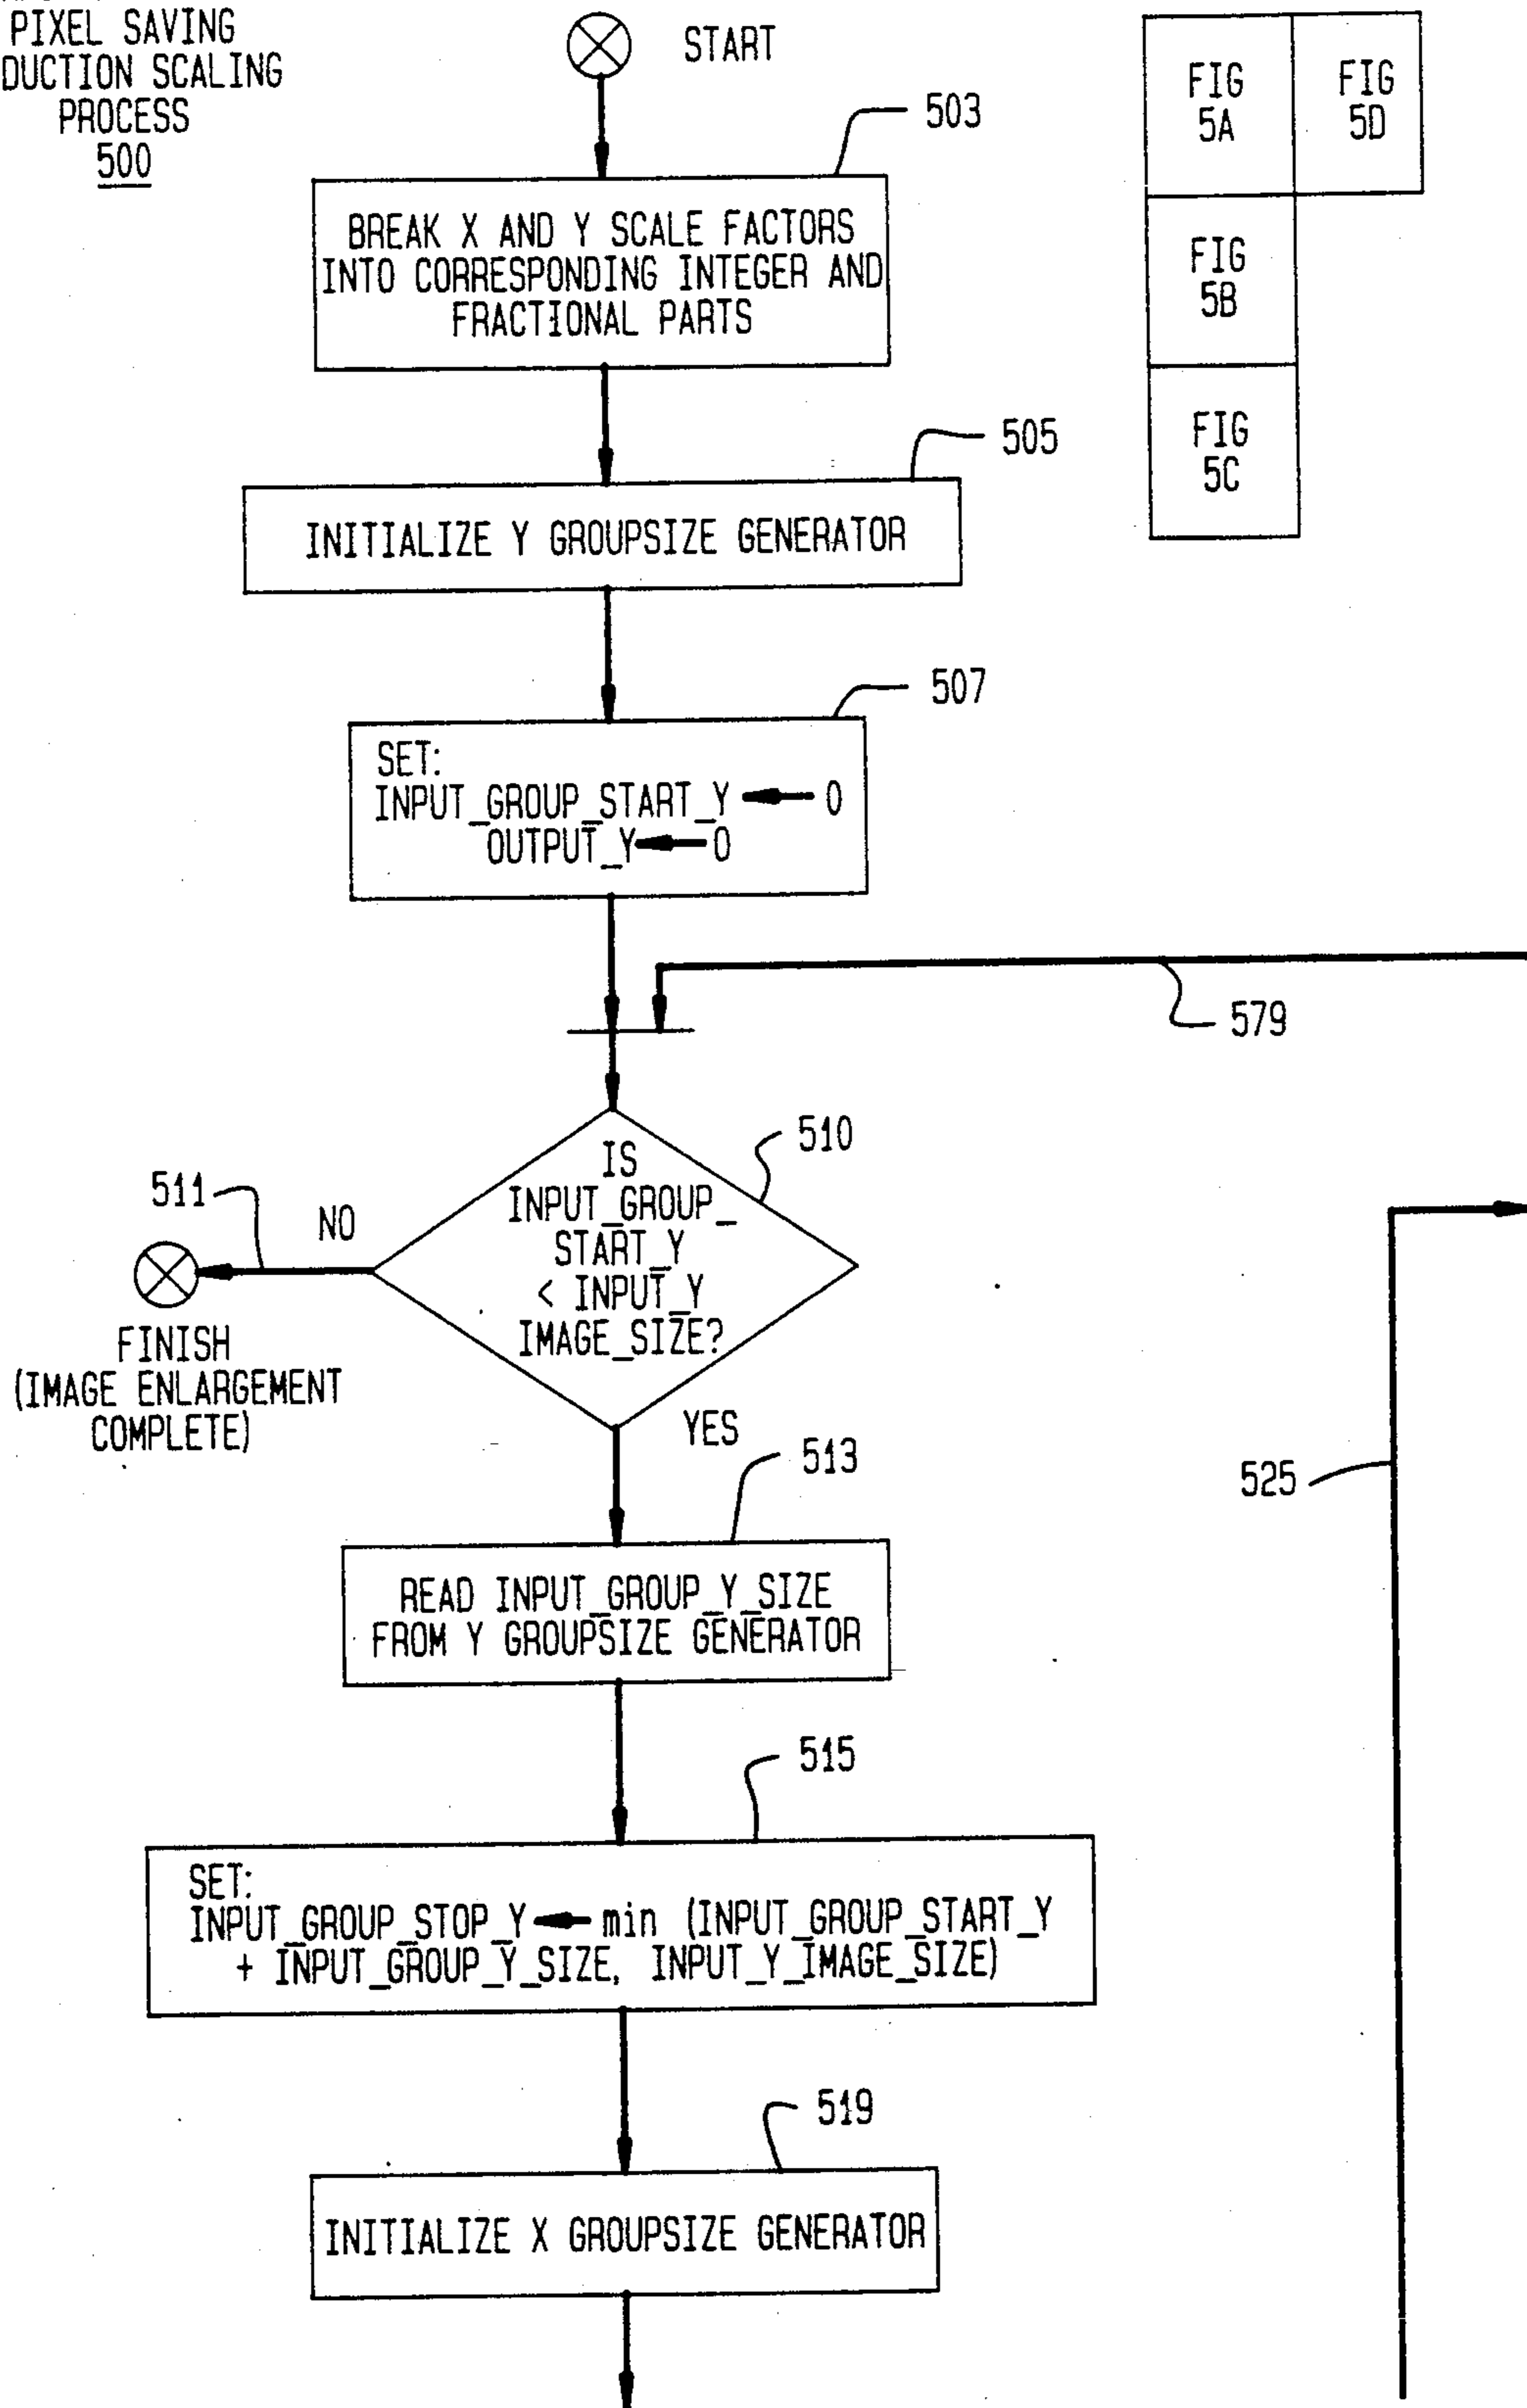 PIXEL SAVING
DUCTION SCALING
PROCESS
500
START
503
BREAK X AND Y SCALE FACTORS
INTO CORRESPONDING INTEGER AND
FRACTIONAL PARTS
505
INITIALIZE Y GROUPSIZE GENERATOR
507
SET:
INPUT_GROUP_START_Y ← 0
OUTPUT_Y ← 0
579
510
IS
INPUT_GROUP_
START_Y
< INPUT_Y
IMAGE_SIZE?
511
NO
FINISH
(IMAGE ENLARGEMENT
COMPLETE)
YES
513
READ INPUT_GROUP_Y_SIZE
FROM Y GROUPSIZE GENERATOR
515
SET:
INPUT_GROUP_STOP_Y ← min (INPUT_GROUP_START_Y
+ INPUT_GROUP_Y_SIZE, INPUT_Y_IMAGE_SIZE)
519
INITIALIZE X GROUPSIZE GENERATOR
525
FIG
5A
FIG
5D
FIG
5B
FIG
5C